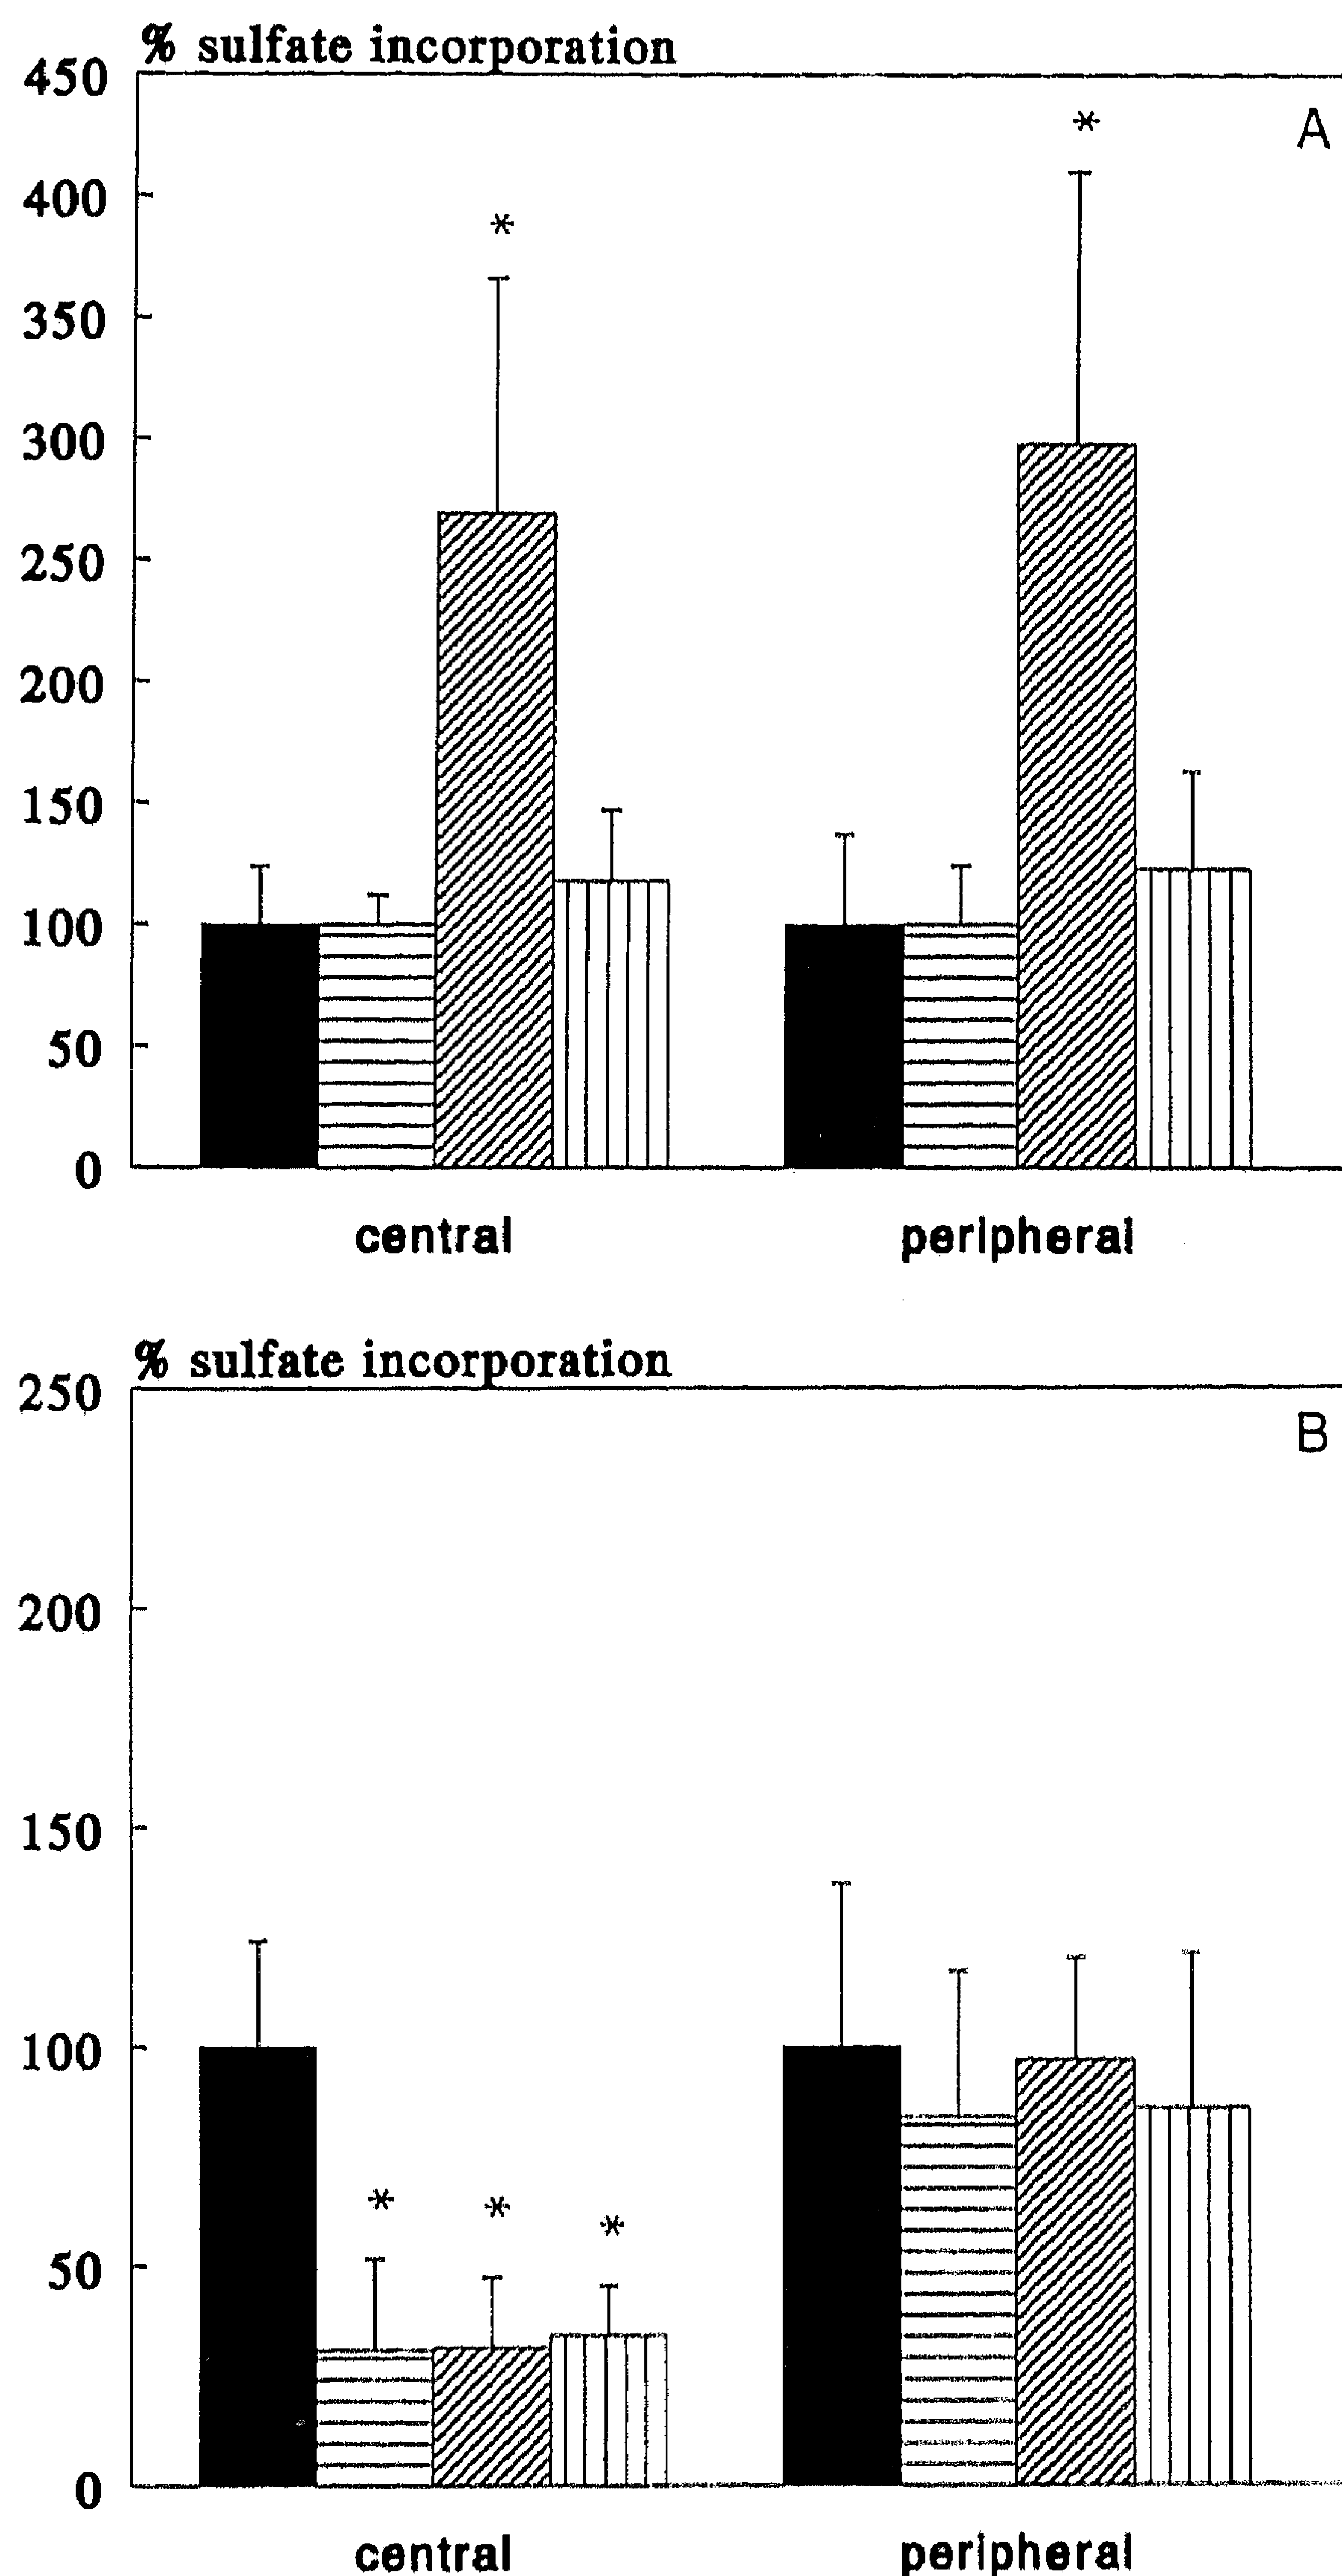 % sulfate incorporation
450
A
*
400
*
350
300
250
200
150
100
50
0
central peripheral
% sulfate incorporation
250
B
200
150
100
* * *
50
0
central peripheral